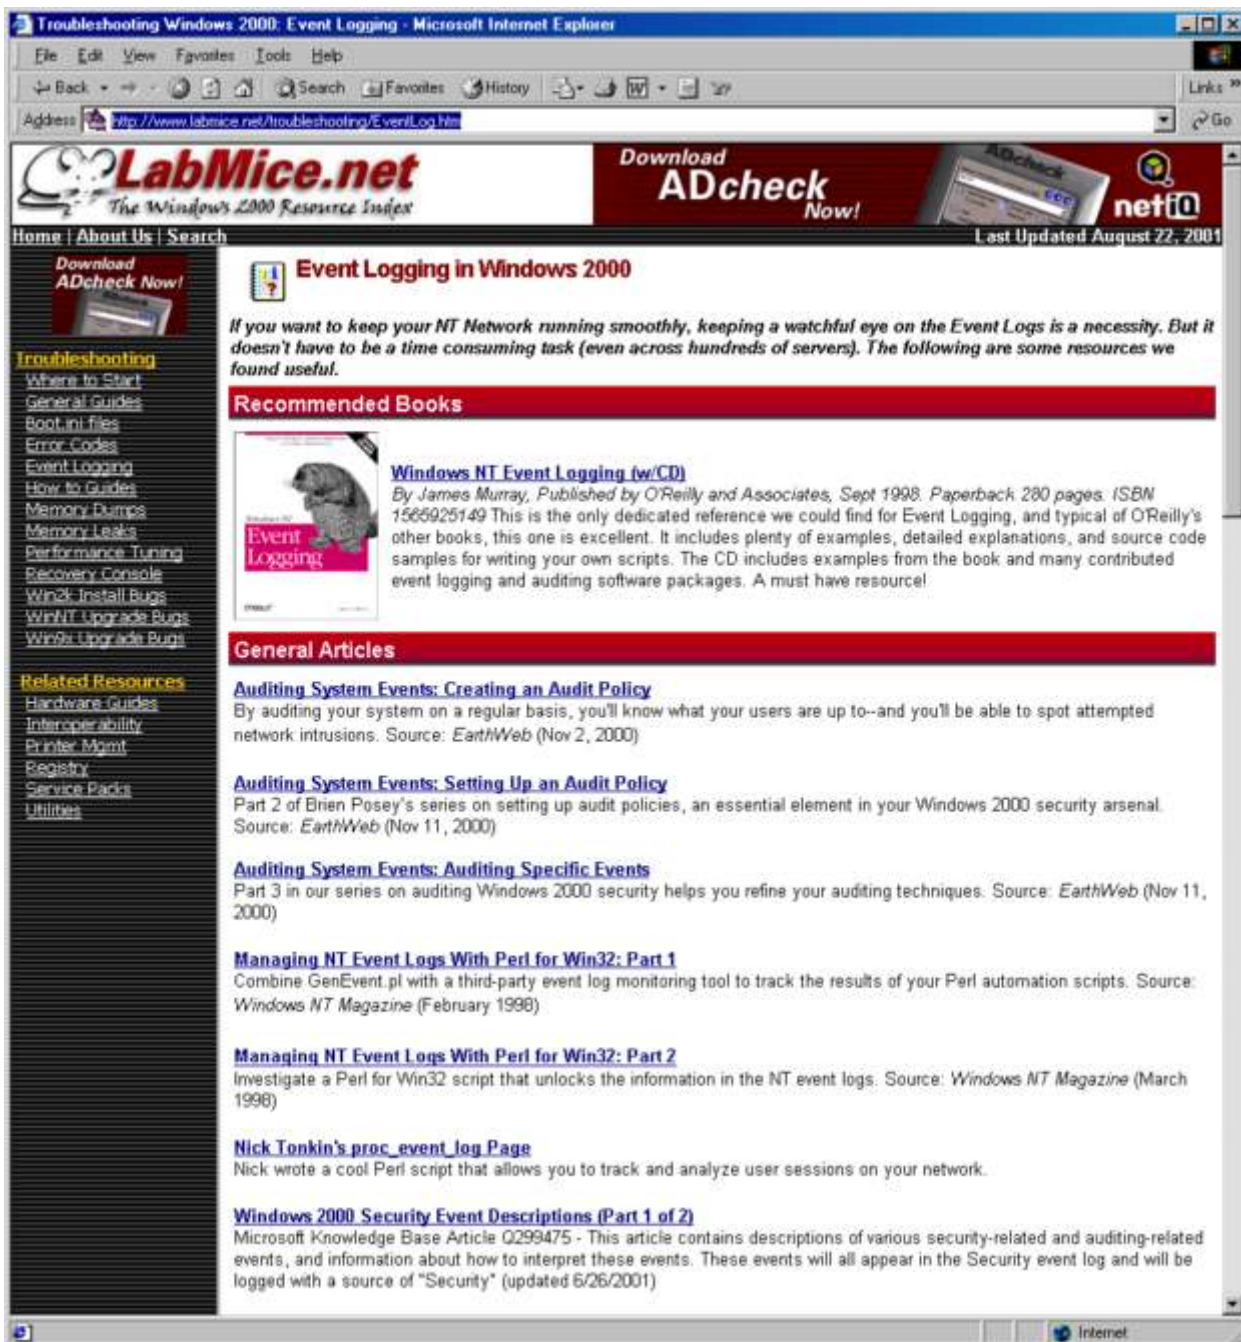 Troubleshooting Windows 2000: Event Logging - Microsoft Internet Explorer
File Edit View Favorites Tools Help
Back Search Favorites History Links »
Address http://www.labmice.net/troubleshooting/EventLog.htm Go
LabMice.net
The Windows 2000 Resource Index
Download
ADcheck
Now!
ADcheck
netiQ
Home | About Us | Search
Last Updated August 22, 2001
Download
ADcheck Now!
Troubleshooting
Where to Start
General Guides
Boot.ini files
Error Codes
Event Logging
How to Guides
Memory Dumps
Memory Leaks
Performance Tuning
Recovery Console
Win2k Install Bugs
WinNT Upgrade Bugs
Win9x Upgrade Bugs
Related Resources
Hardware Guides
Interoperability
Printer Mgmt
Registry
Service Packs
Utilities
Event Logging in Windows 2000
If you want to keep your NT Network running smoothly, keeping a watchful eye on the Event Logs is a necessity. But it
doesn't have to be a time consuming task (even across hundreds of servers). The following are some resources we
found useful.
Recommended Books
Windows NT
Event
Logging
O'REILLY
Windows NT Event Logging (w/CD)
By James Murray, Published by O'Reilly and Associates, Sept 1998. Paperback 280 pages. ISBN
1565925149 This is the only dedicated reference we could find for Event Logging, and typical of O'Reilly's
other books, this one is excellent. It includes plenty of examples, detailed explanations, and source code
samples for writing your own scripts. The CD includes examples from the book and many contributed
event logging and auditing software packages. A must have resource!
General Articles
Auditing System Events: Creating an Audit Policy
By auditing your system on a regular basis, you'll know what your users are up to--and you'll be able to spot attempted
network intrusions. Source: EarthWeb (Nov 2, 2000)
Auditing System Events: Setting Up an Audit Policy
Part 2 of Brien Posey's series on setting up audit policies, an essential element in your Windows 2000 security arsenal.
Source: EarthWeb (Nov 11, 2000)
Auditing System Events: Auditing Specific Events
Part 3 in our series on auditing Windows 2000 security helps you refine your auditing techniques. Source: EarthWeb (Nov 11,
2000)
Managing NT Event Logs With Perl for Win32: Part 1
Combine GenEvent.pl with a third-party event log monitoring tool to track the results of your Perl automation scripts. Source:
Windows NT Magazine (February 1998)
Managing NT Event Logs With Perl for Win32: Part 2
Investigate a Perl for Win32 script that unlocks the information in the NT event logs. Source: Windows NT Magazine (March
1998)
Nick Tonkin's proc_event_log Page
Nick wrote a cool Perl script that allows you to track and analyze user sessions on your network.
Windows 2000 Security Event Descriptions (Part 1 of 2)
Microsoft Knowledge Base Article Q299475 - This article contains descriptions of various security-related and auditing-related
events, and information about how to interpret these events. These events will all appear in the Security event log and will be
logged with a source of "Security" (updated 6/26/2001)
Internet